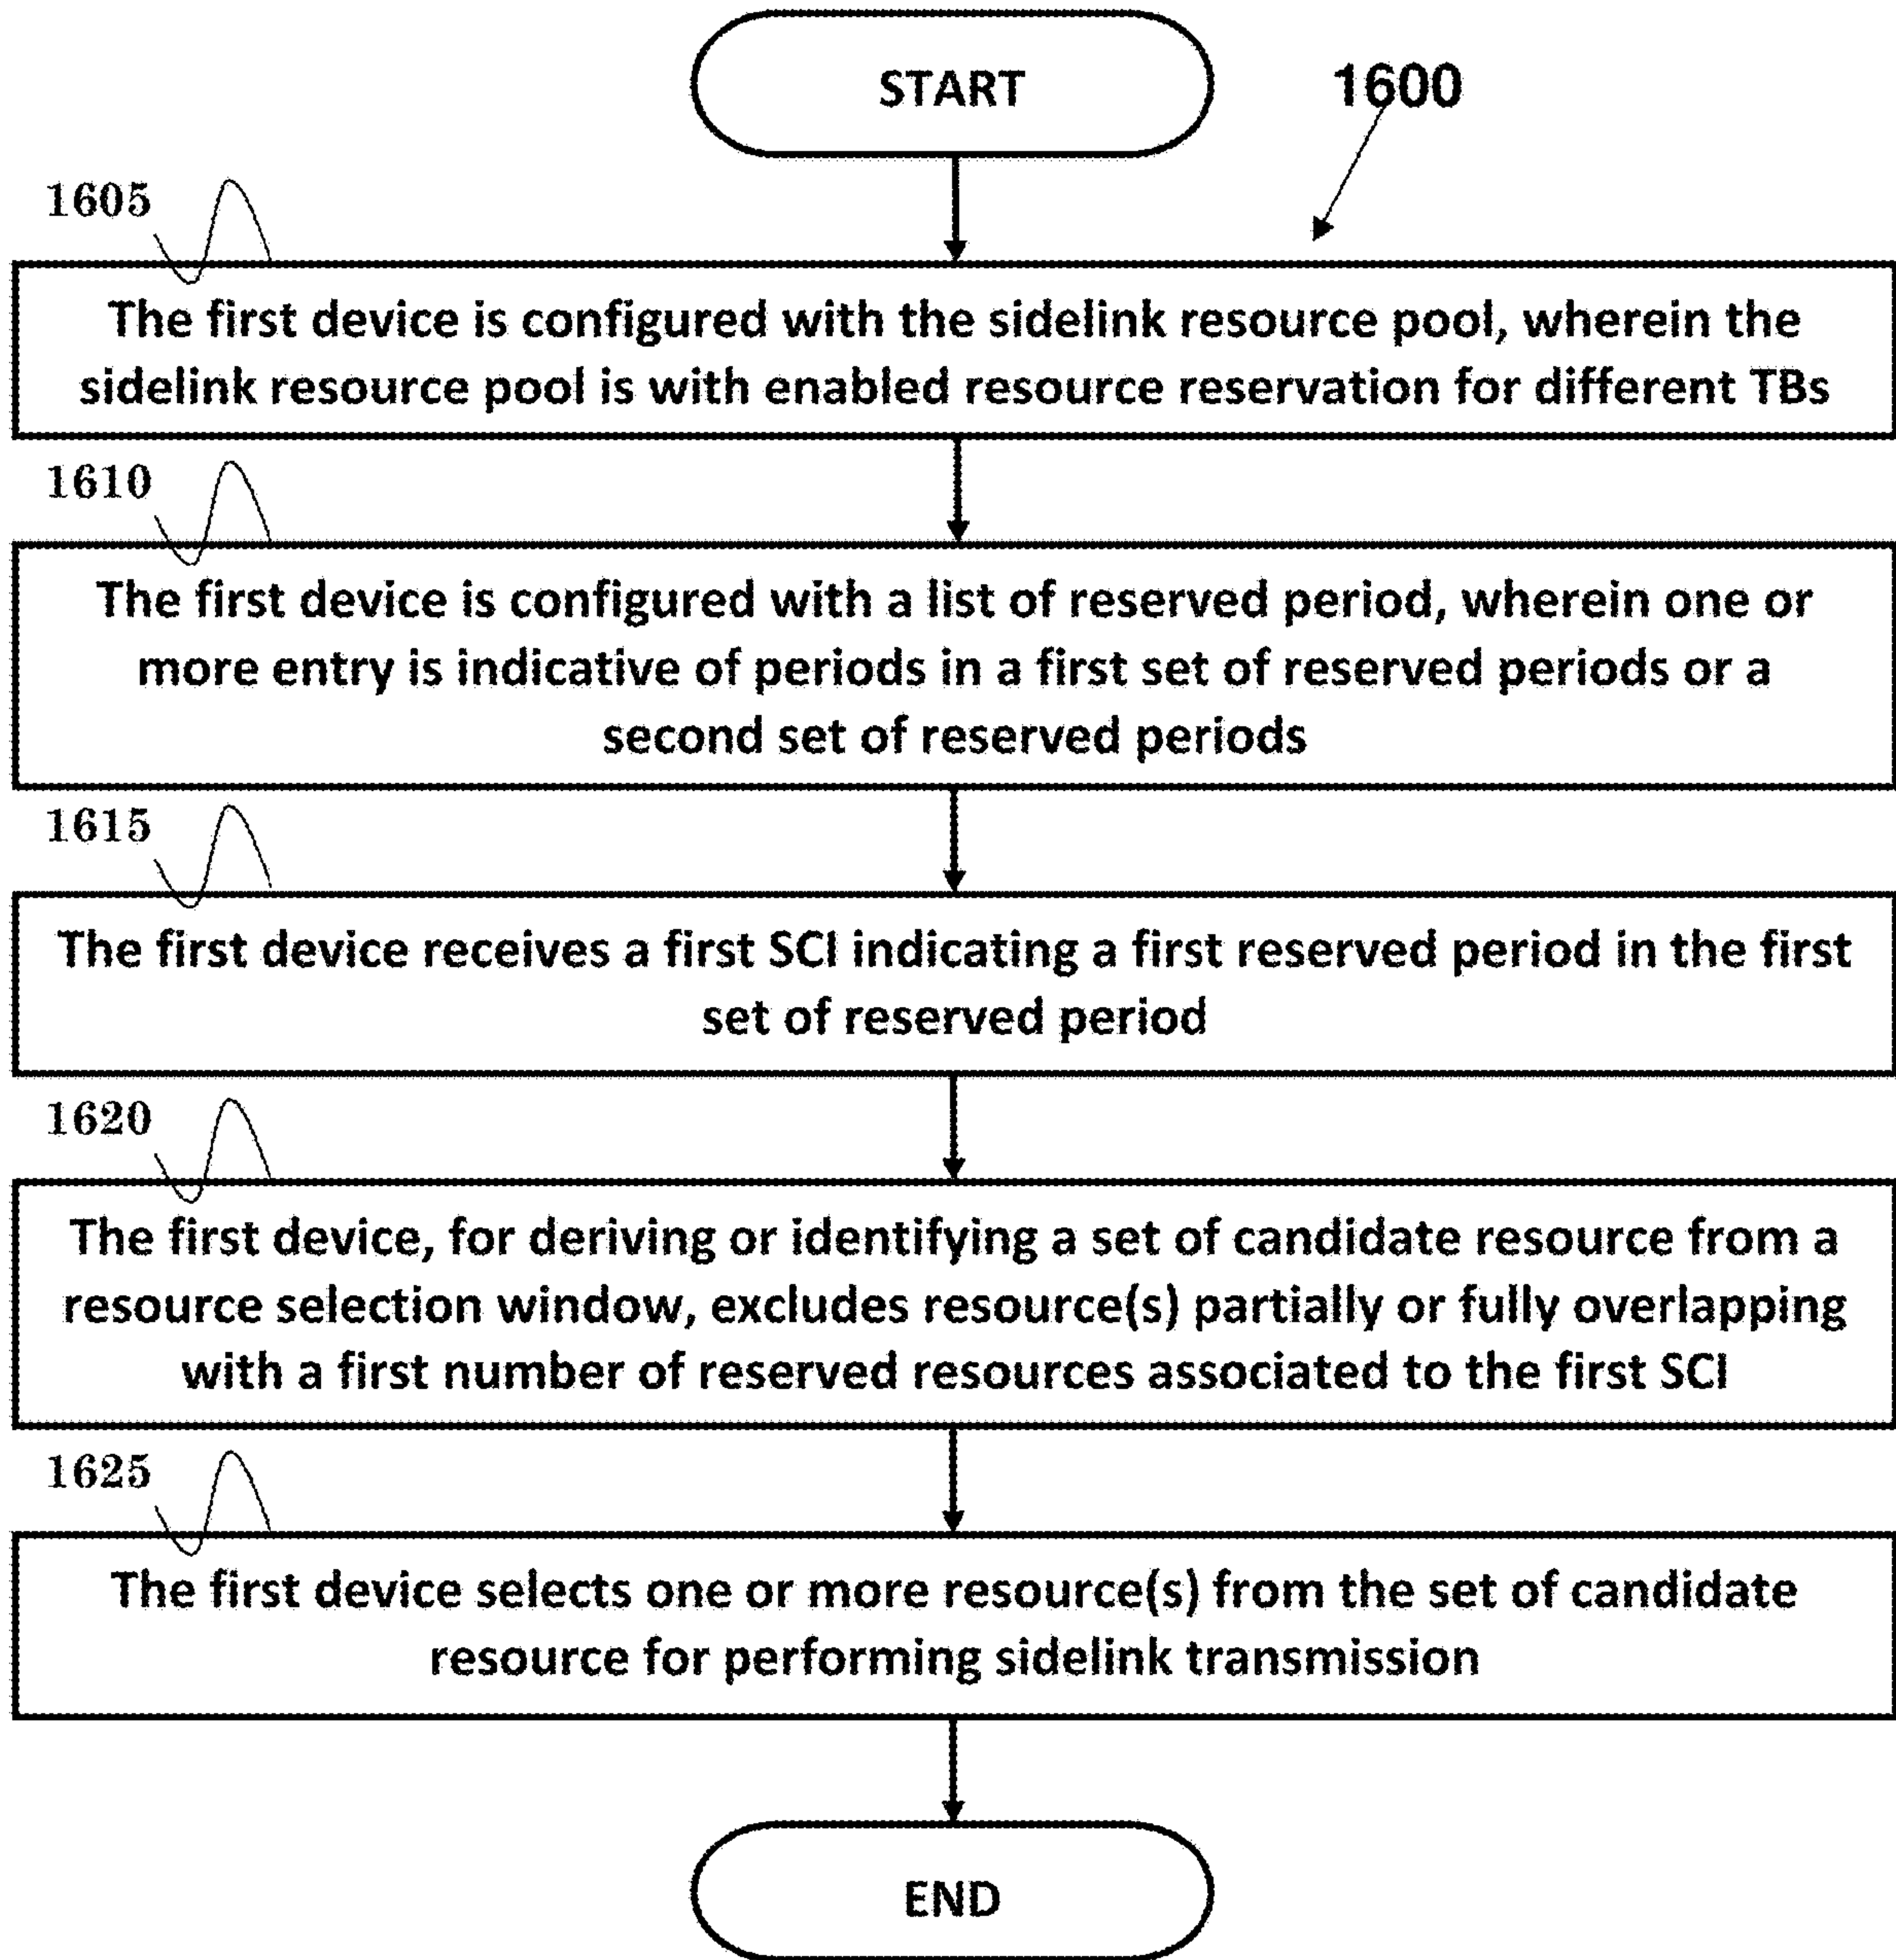 START
1600
1605
The first device is configured with the sidelink resource pool, wherein the
sidelink resource pool is with enabled resource reservation for different TBs
1610
The first device is configured with a list of reserved period, wherein one or
more entry is indicative of periods in a first set of reserved periods or a
second set of reserved periods
1615
The first device receives a first SCI indicating a first reserved period in the first
set of reserved period
1620
The first device, for deriving or identifying a set of candidate resource from a
resource selection window, excludes resource(s) partially or fully overlapping
with a first number of reserved resources associated to the first SCI
1625
The first device selects one or more resource(s) from the set of candidate
resource for performing sidelink transmission
END